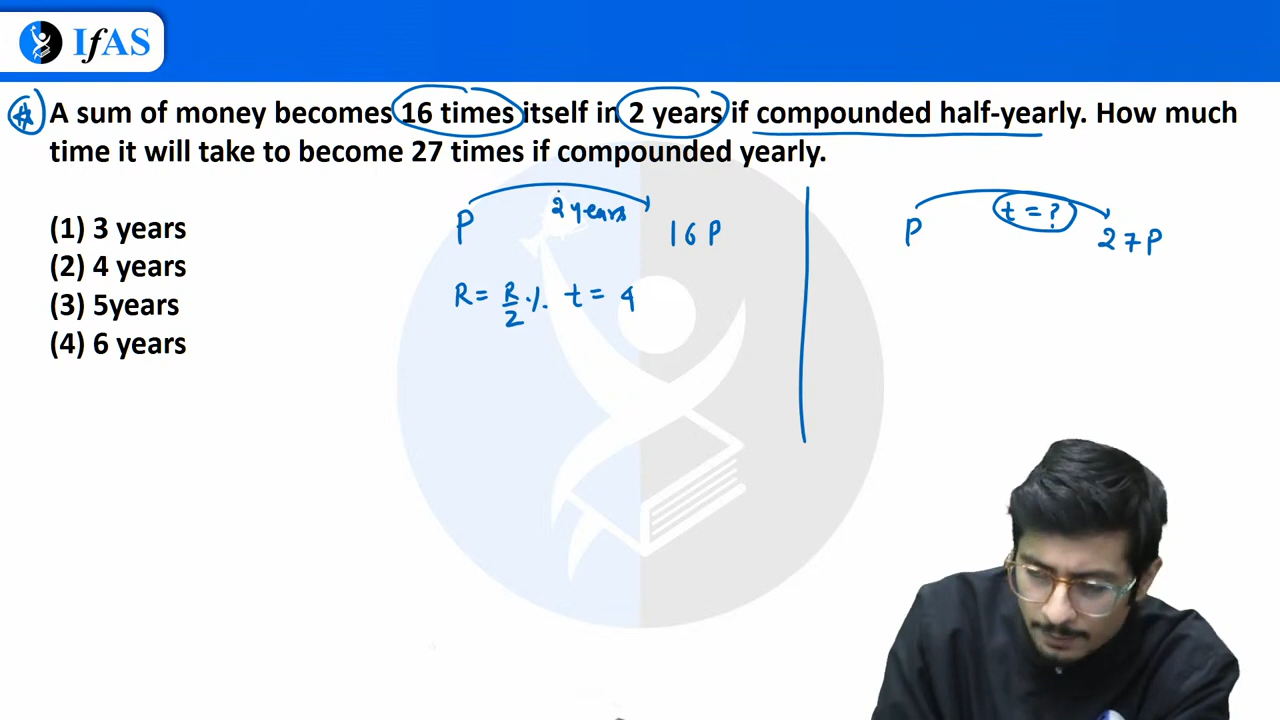 IfAS
A sum of money becomes 16 times itself in 2 years if compounded half-yearly. How much
time it will take to become 27 times if compounded yearly.
(1) 3 years
(2) 4 years
(3) 5years
(4) 6 years
P 2 years 16 P
R = R/2 % t = 4
P t = ? 27P